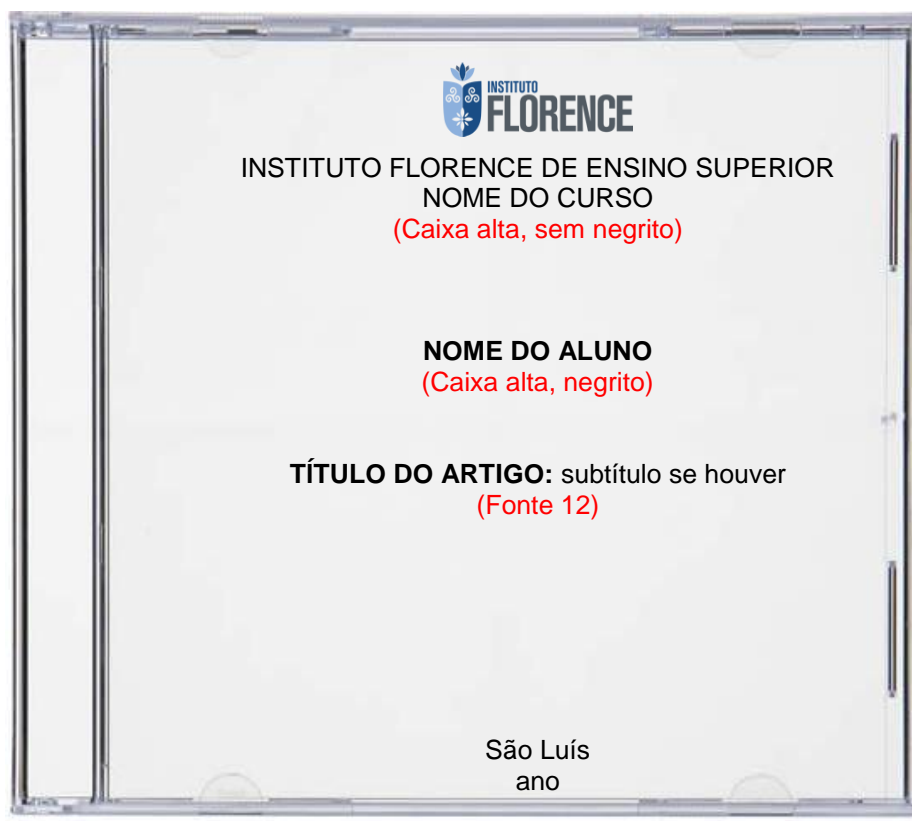 INSTITUTO
FLORENCE
INSTITUTO FLORENCE DE ENSINO SUPERIOR
NOME DO CURSO
(Caixa alta, sem negrito)
NOME DO ALUNO
(Caixa alta, negrito)
TÍTULO DO ARTIGO: subtítulo se houver
(Fonte 12)
São Luís
ano